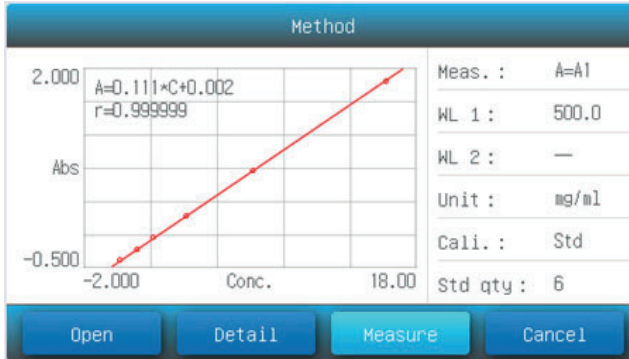 Method
2.000
A=0.111*C+0.002
r=0.999999
Abs
-0.500
-2.000 Conc. 18.00
Meas.: A=A1
WL 1: 500.0
WL 2: —
Unit: mg/ml
Cali.: Std
Std qty: 6
Open Detail Measure Cancel